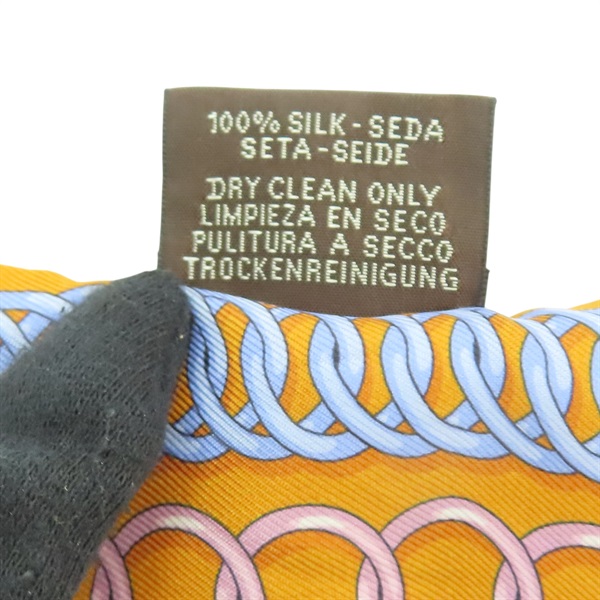 100% SILK - SEDA
SETA - SEIDE
DRY CLEAN ONLY
LIMPIEZA EN SECO
PULITURA A SECCO
TROCKENREINIGUNG